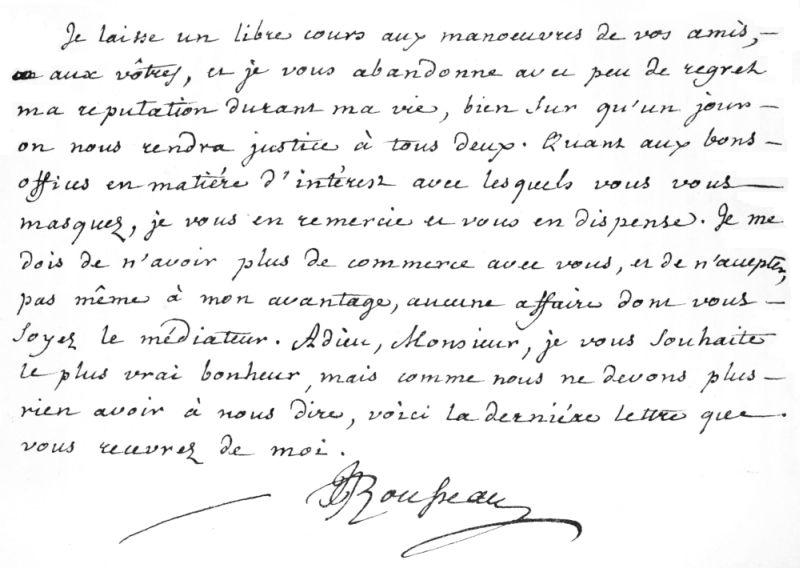 Je laisse un libre cours aux manoeuvres de vos amis,—
aux vôtres, et je vous abandonne avec peu de regret
ma reputation durant ma vie, bien sur qu'un jour—
on nous rendra justice à tous deux. Quant aux bons—
offices en matiére d'intérest avec lesquels vous vous—
masquez, je vous en remercie et vous en dispense. Je me
dois de n'avoir plus de commerce avec vous, et de n'accepter,
pas même à mon avantage, aucune affaire dont vous—
soyez le médiateur. Adieu, Monsieur, je vous souhaite
le plus vrai bonheur, mais comme nous ne devons plus—
rien avoir à nous dire, voici la derniére lettre que
vous recevrez de moi.
JJRousseau